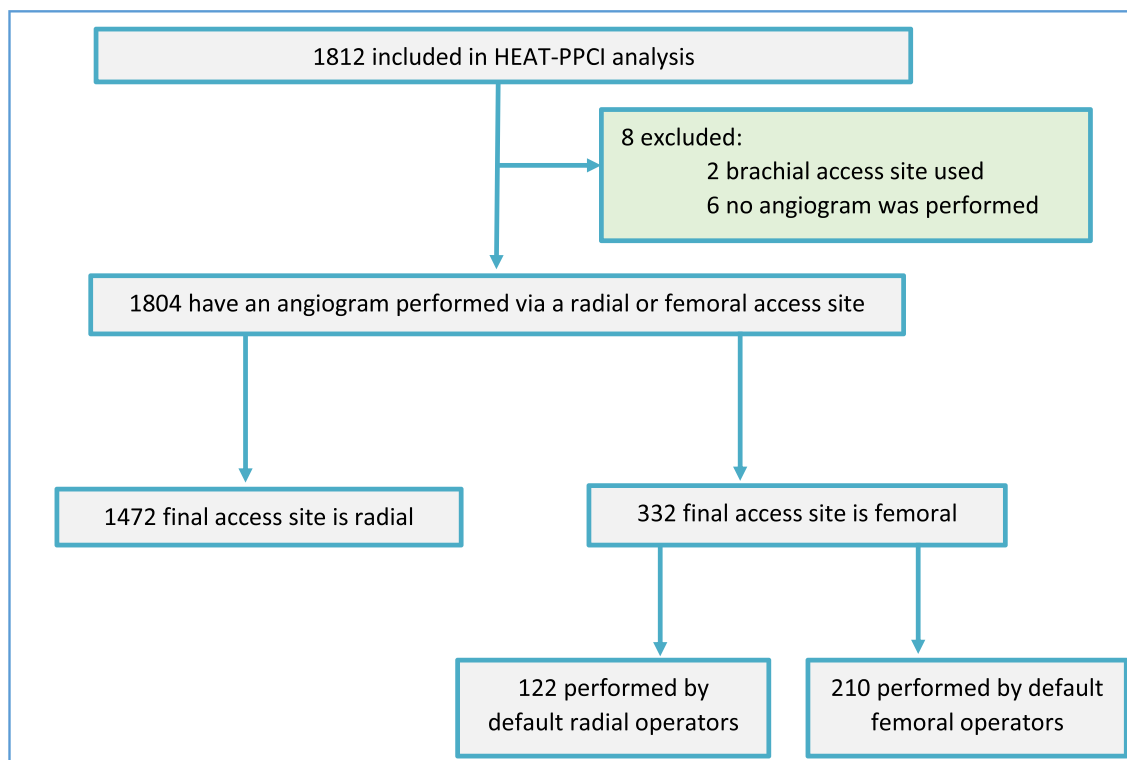 1812 included in HEAT-PPCI analysis
8 excluded:
2 brachial access site used
6 no angiogram was performed
1804 have an angiogram performed via a radial or femoral access site
1472 final access site is radial
332 final access site is femoral
122 performed by
default radial operators
210 performed by default
femoral operators